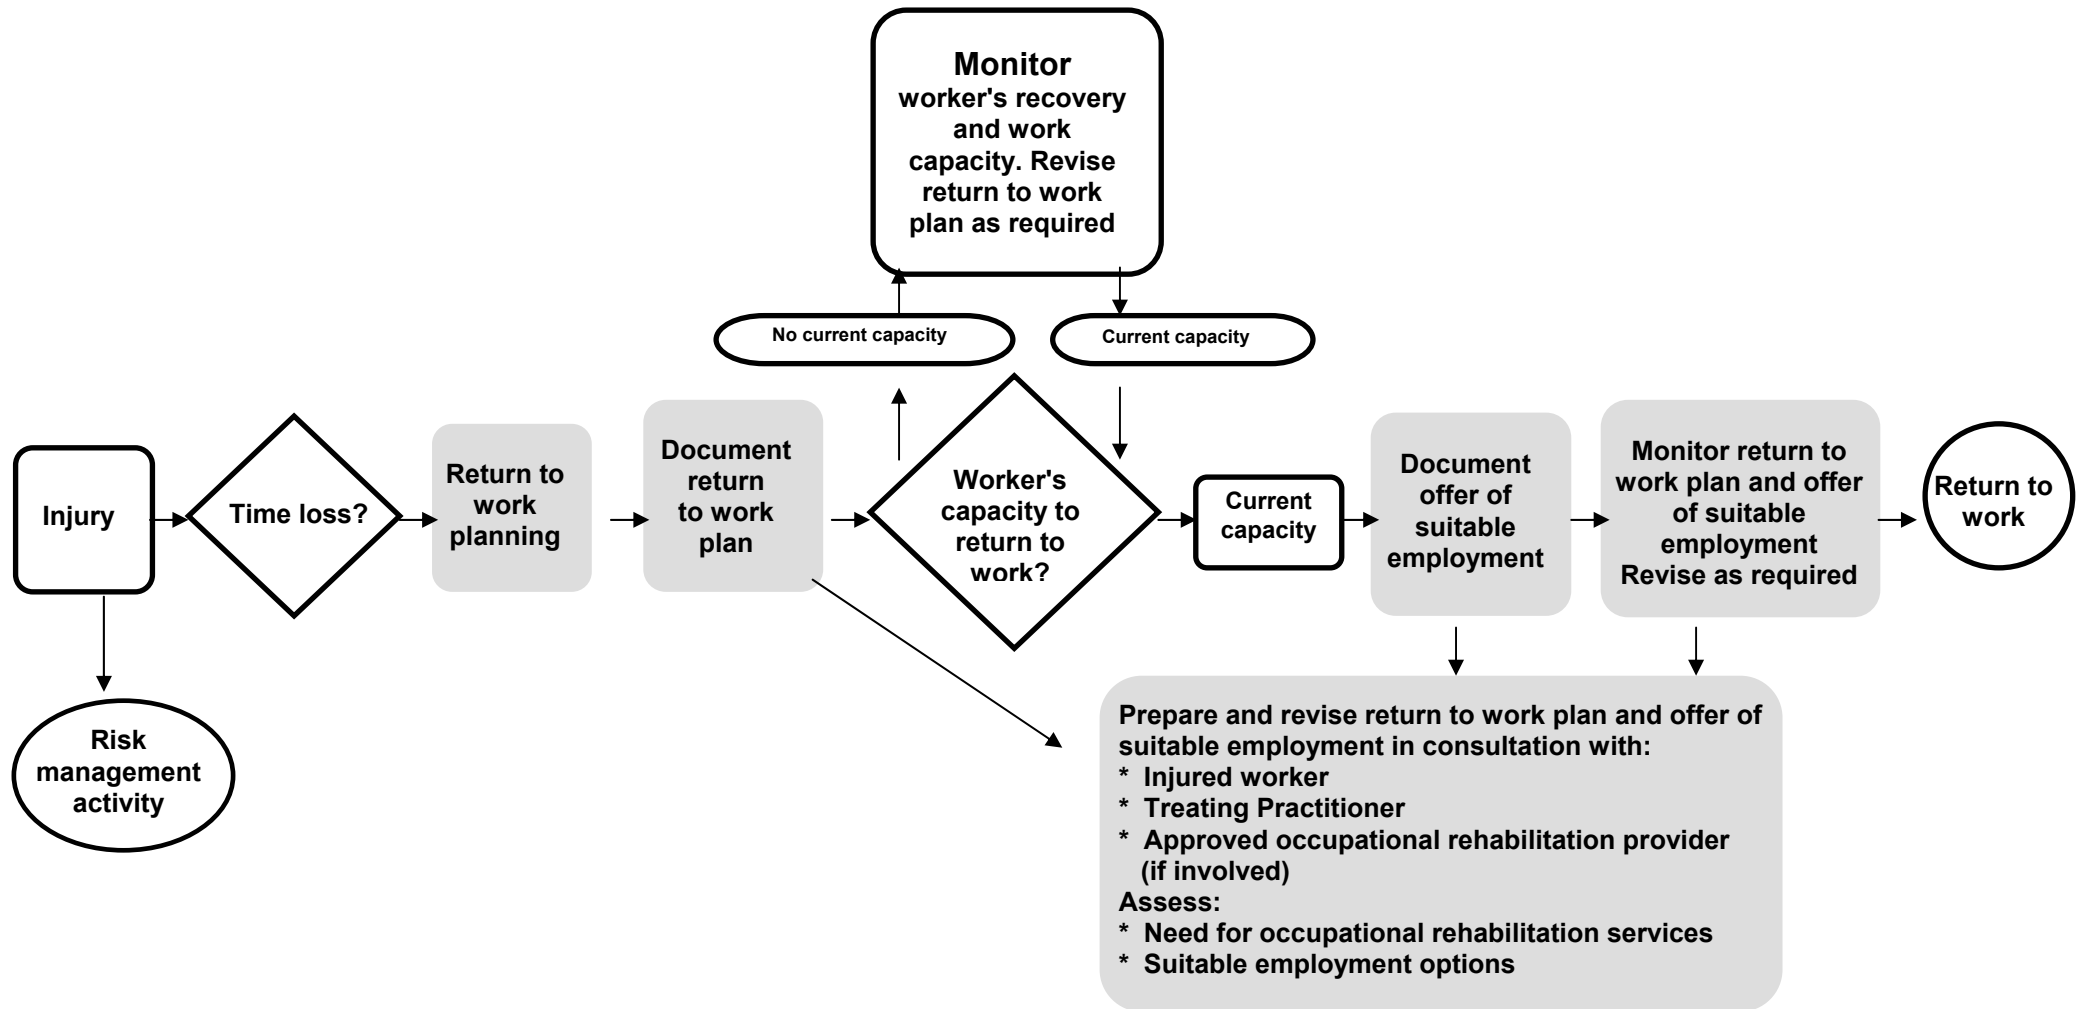 Monitor
worker's recovery
and work
capacity. Revise
return to work
plan as required
No current capacity
Current capacity
Injury
Time loss?
Return to
work
planning
Document
return
to work
plan
Worker's
capacity to
return to
work?
Current
capacity
Document
offer of
suitable
employment
Monitor return to
work plan and offer
of suitable
employment
Revise as required
Return to
work
Risk
management
activity
Prepare and revise return to work plan and offer of
suitable employment in consultation with:
* Injured worker
* Treating Practitioner
* Approved occupational rehabilitation provider
(if involved)
Assess:
* Need for occupational rehabilitation services
* Suitable employment options